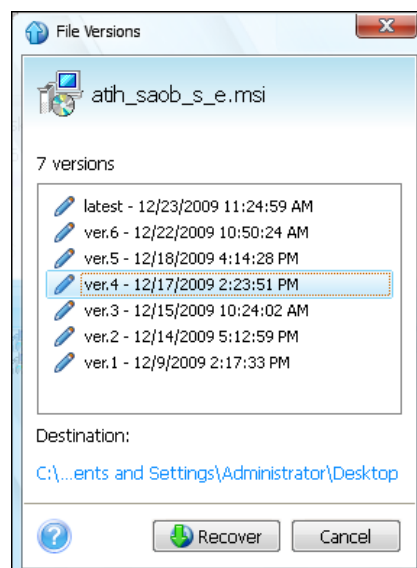 File Versions
atih_saob_s_e.msi
7 versions
latest - 12/23/2009 11:24:59 AM
ver.6 - 12/22/2009 10:50:24 AM
ver.5 - 12/18/2009 4:14:28 PM
ver.4 - 12/17/2009 2:23:51 PM
ver.3 - 12/15/2009 10:24:02 AM
ver.2 - 12/14/2009 5:12:59 PM
ver.1 - 12/9/2009 2:17:33 PM
Destination:
C:\...ents and Settings\Administrator\Desktop
? Recover Cancel